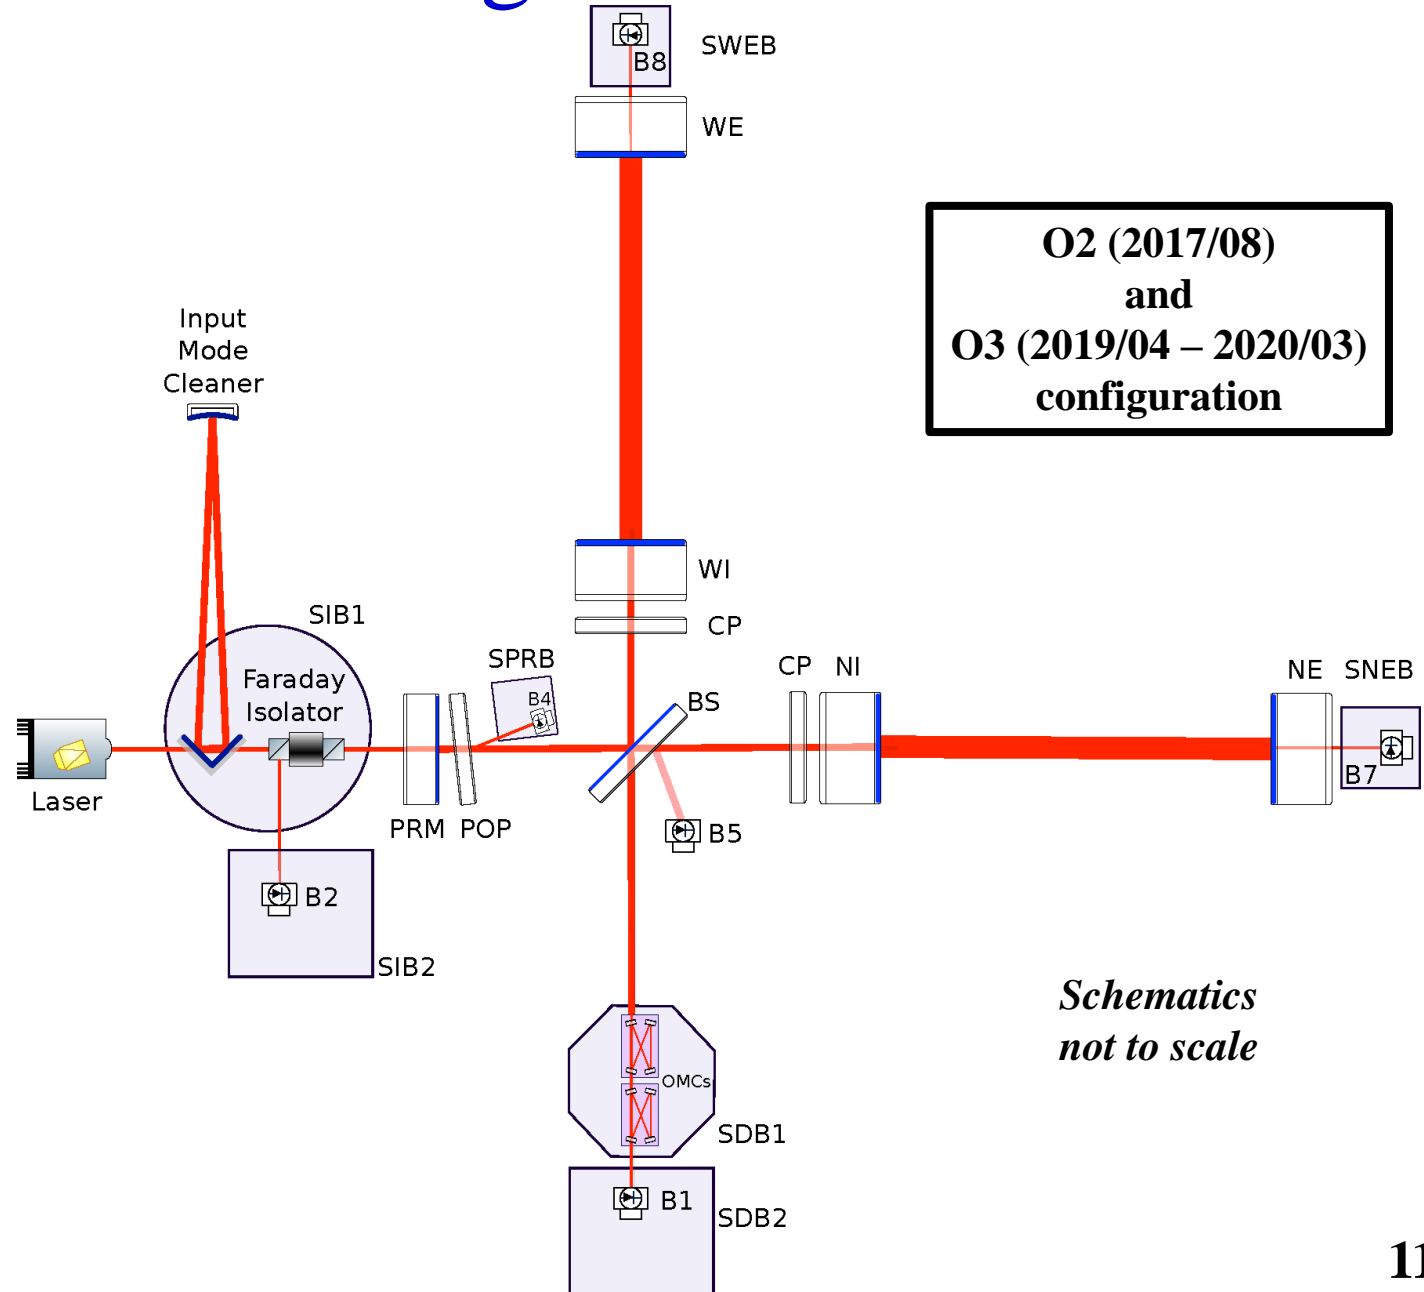 B8
SWEB
WE
O2 (2017/08)
and
O3 (2019/04 – 2020/03)
configuration
Input
Mode
Cleaner
WI
CP
SIB1
SPRB
CP
NI
NE
SNEB
Faraday
Isolator
B4
BS
B7
Laser
PRM
POP
B5
B2
SIB2
Schematics
not to scale
OMCs
SDB1
B1
SDB2
11